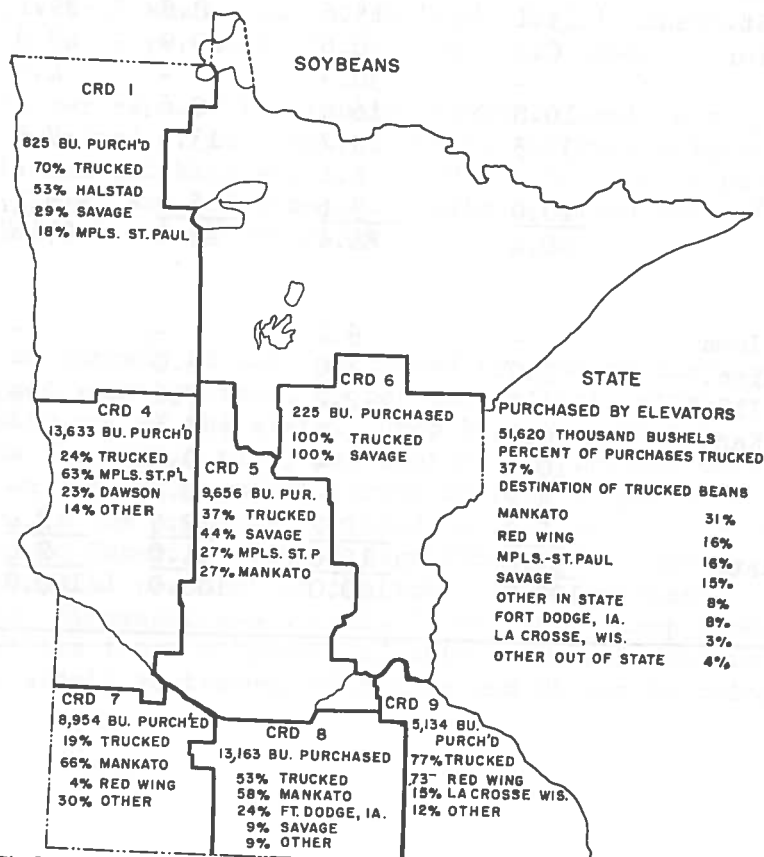 SOYBEANS
CRD 1
825 BU. PURCH'D
70% TRUCKED
53% HALSTAD
29% SAVAGE
18% MPLS. ST. PAUL
CRD 4
13,633 BU. PURCH'D
24% TRUCKED
63% MPLS. ST. P'L
23% DAWSON
14% OTHER
CRD 5
9,656 BU. PUR.
37% TRUCKED
44% SAVAGE
27% MPLS. ST. P
27% MANKATO
CRD 6
225 BU. PURCHASED
100% TRUCKED
100% SAVAGE
STATE
PURCHASED BY ELEVATORS
51,620 THOUSAND BUSHELS
PERCENT OF PURCHASES TRUCKED
37%
DESTINATION OF TRUCKED BEANS
MANKATO 31%
RED WING 16%
MPLS.-ST. PAUL 16%
SAVAGE 15%
OTHER IN STATE 8%
FORT DODGE, IA. 8%
LA CROSSE, WIS. 3%
OTHER OUT OF STATE 4%
CRD 7
8,954 BU. PURCH'ED
19% TRUCKED
66% MANKATO
4% RED WING
30% OTHER
CRD 8
13,163 BU. PURCHASED
53% TRUCKED
58% MANKATO
24% FT. DODGE, IA.
9% SAVAGE
9% OTHER
CRD 9
5,134 BU.
PURCH'D
77% TRUCKED
73- RED WING
15% LA CROSSE WIS.
12% OTHER